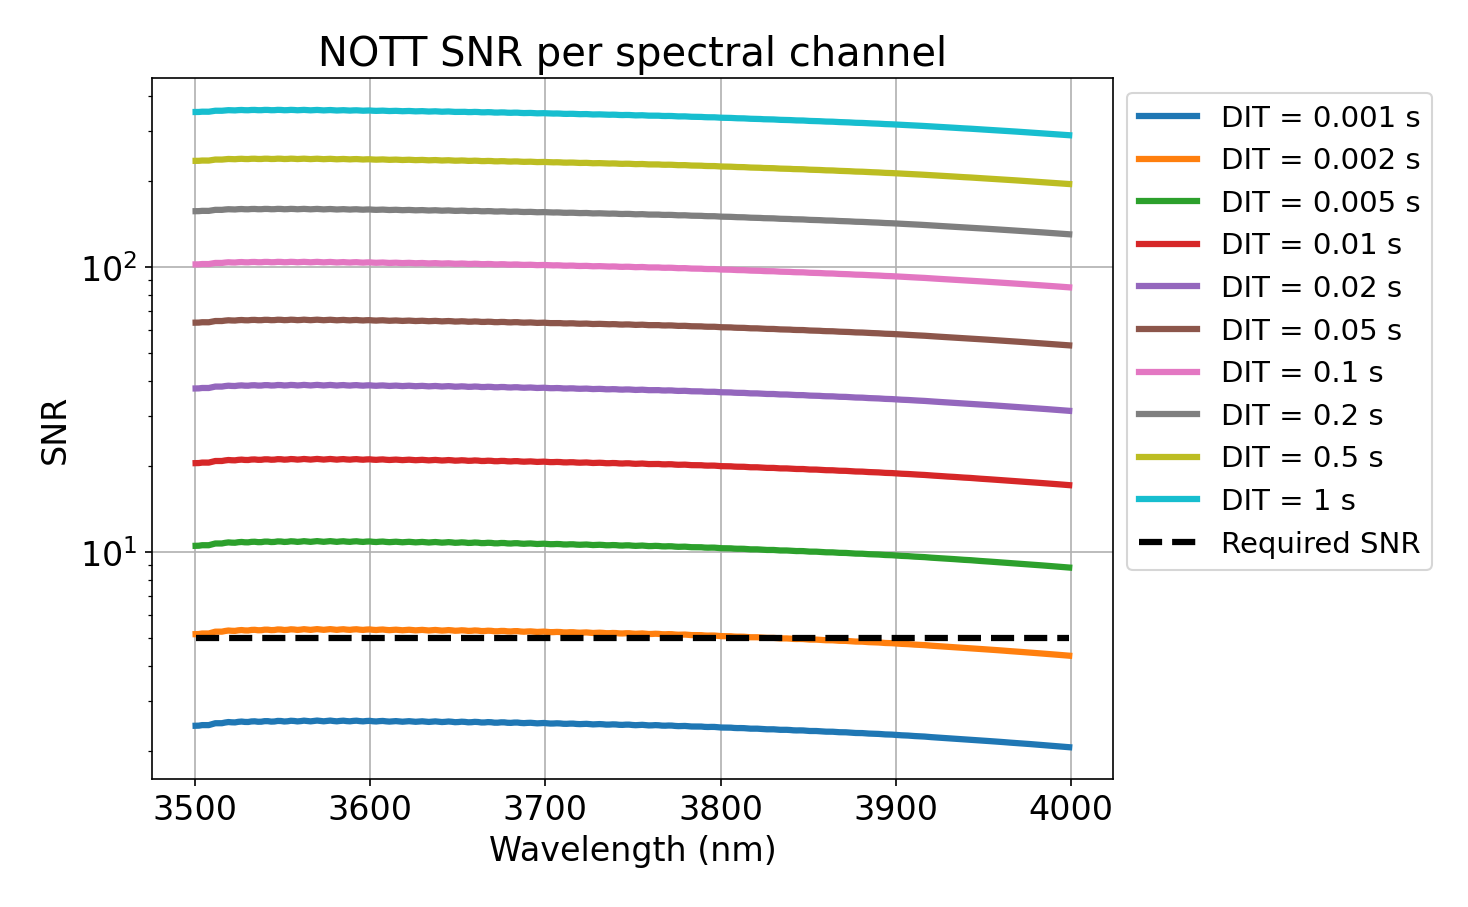 NOTT SNR per spectral channel
SNR
10²
10¹
3500 3600 3700 3800 3900 4000
Wavelength (nm)
DIT = 0.001 s
DIT = 0.002 s
DIT = 0.005 s
DIT = 0.01 s
DIT = 0.02 s
DIT = 0.05 s
DIT = 0.1 s
DIT = 0.2 s
DIT = 0.5 s
DIT = 1 s
Required SNR